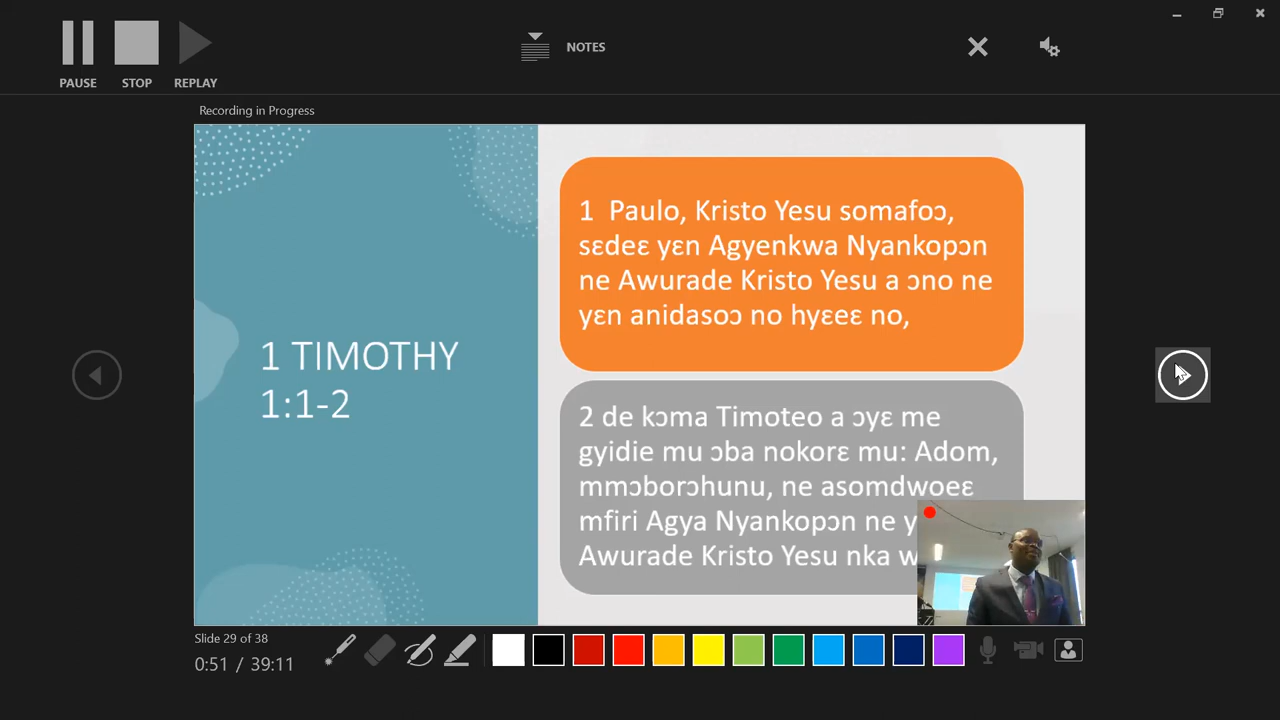 PAUSE
STOP
REPLAY
NOTES
Recording in Progress
1 TIMOTHY
1:1-2
1 Paulo, Kristo Yesu somafoɔ,
sɛdeɛ yɛn Agyenkwa Nyankopɔn
ne Awurade Kristo Yesu a ɔno ne
yɛn anidasoɔ no hyɛeɛ no,
2 de kɔma Timoteo a ɔyɛ me
gyidie mu ɔba nokorɛ mu: Adom,
mmɔborɔhunu, ne asomdwoeɛ
mfiri Agya Nyankopɔn ne
Awurade Kristo Yesu nka
Slide 29 of 38
0:51 / 39:11